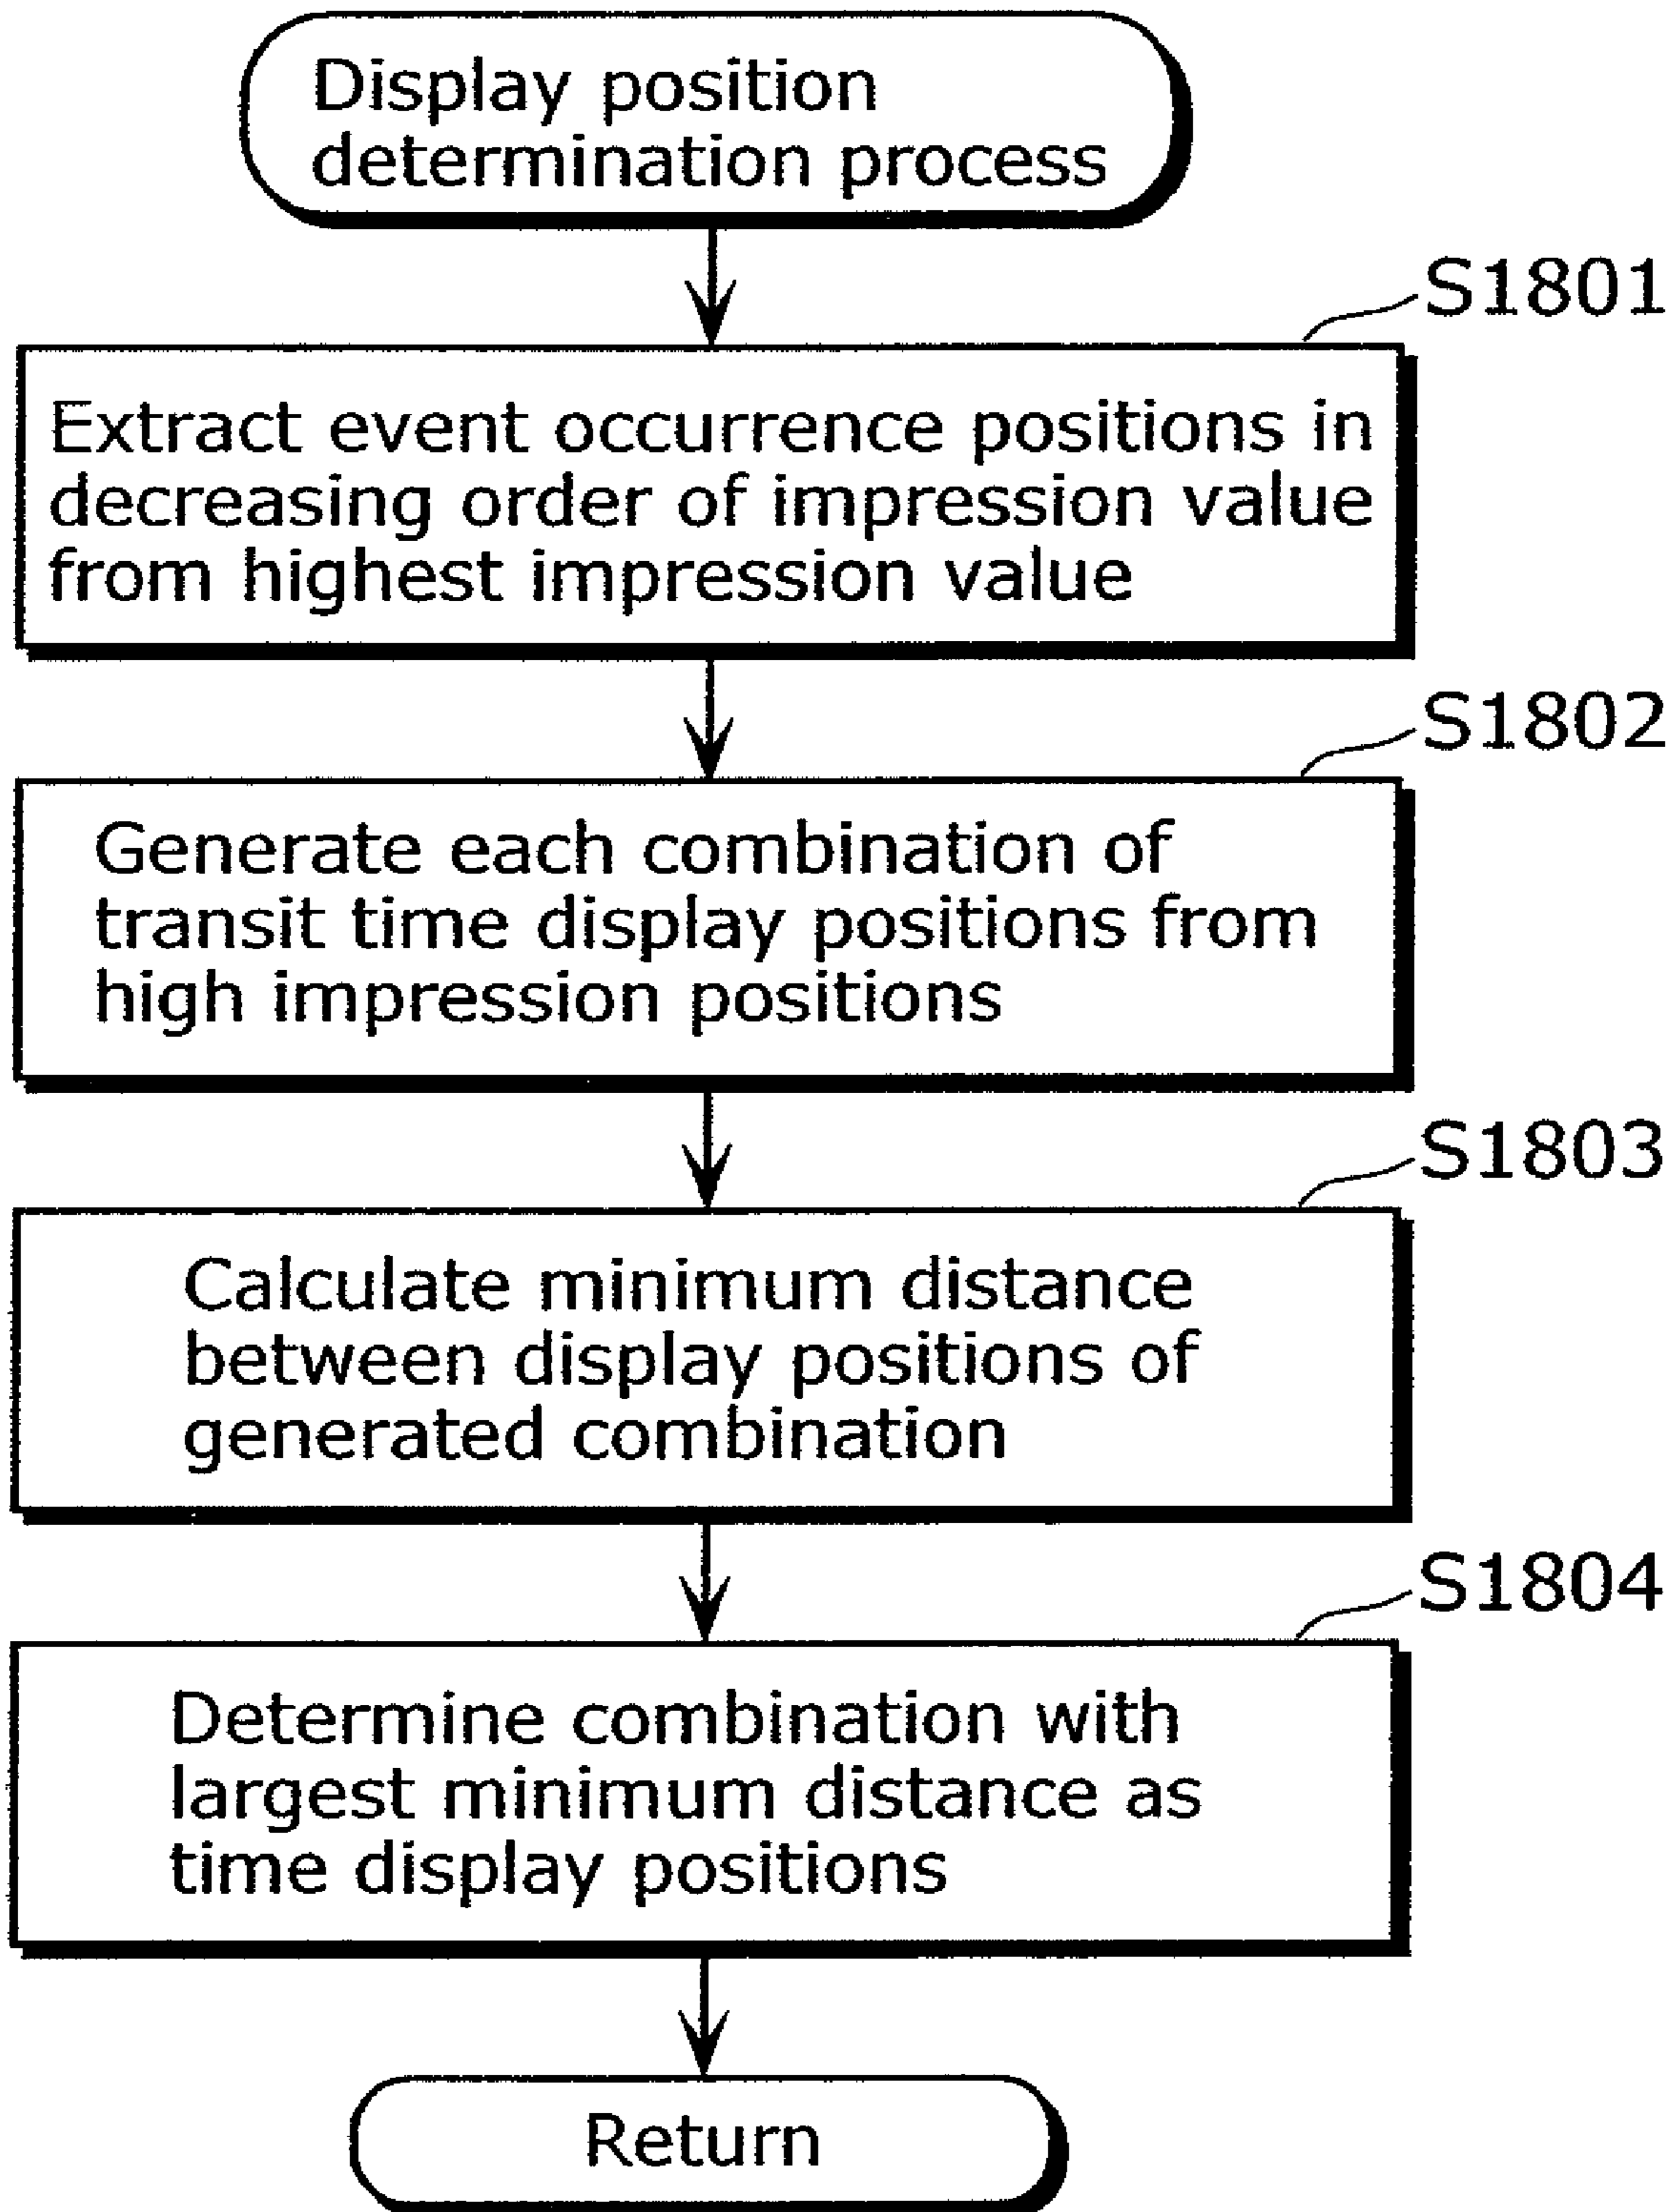 Display position
determination process
S1801
Extract event occurrence positions in
decreasing order of impression value
from highest impression value
S1802
Generate each combination of
transit time display positions from
high impression positions
S1803
Calculate minimum distance
between display positions of
generated combination
S1804
Determine combination with
largest minimum distance as
time display positions
Return